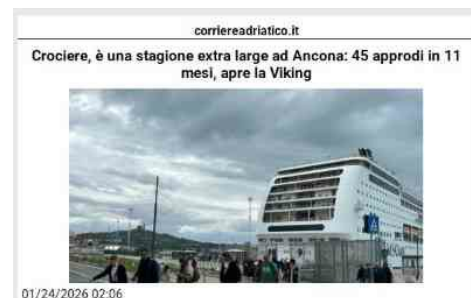 corriereadriatico.it
Crociere, è una stagione extra large ad Ancona: 45 approdi in 11
mesi, apre la Viking
01/24/2026 02:06